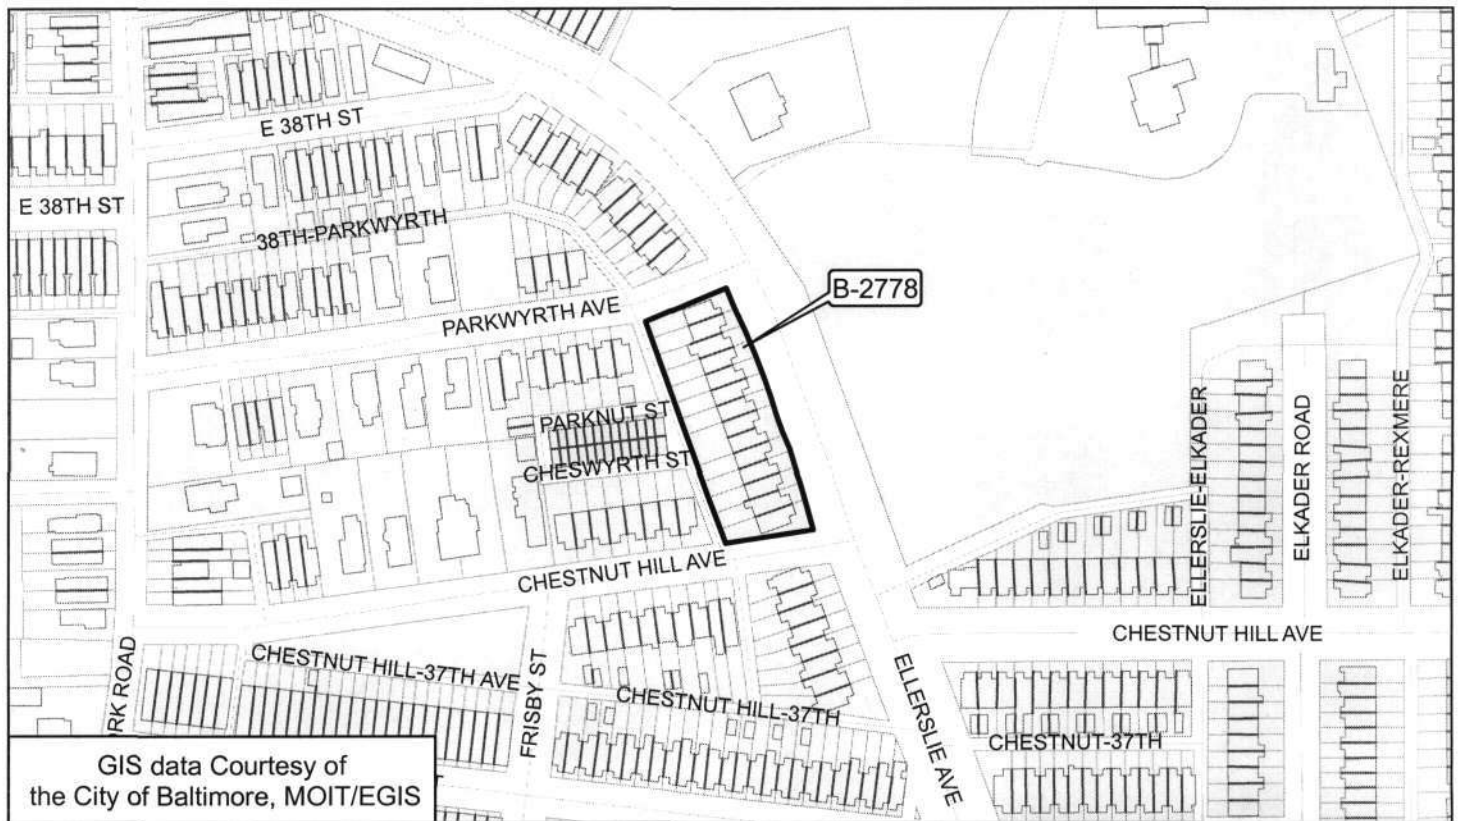 E 38TH ST
E 38TH ST
38TH-PARKWYRTH
B-2778
PARKWYRTH AVE
PARKNUT ST
CHESWYRTH ST
ELLERSLIE-ELKADER
ELKADER ROAD
ELKADER-REXMERE
CHESTNUT HILL AVE
CHESTNUT HILL AVE
CHESTNUT HILL-37TH AVE
FRISBY ST
CHESTNUT HILL-37TH
ELLERSLIE AVE
CHESTNUT-37TH
RK ROAD
GIS data Courtesy of
the City of Baltimore, MOIT/EGIS